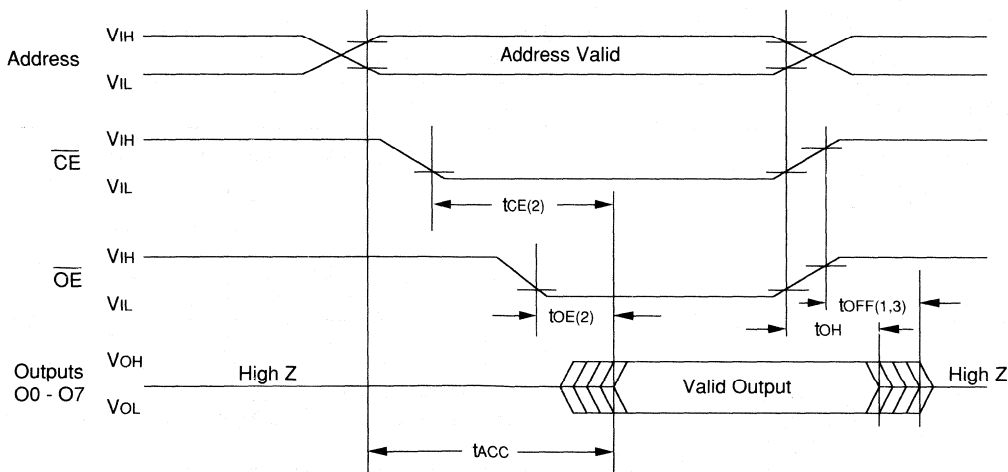 Address
VIH
VIL
Address Valid
CE
VIH
VIL
tCE(2)
OE
VIH
VIL
tOE(2)
tOFF(1,3)
tOH
Outputs
O0 - O7
VOH
VOL
High Z
Valid Output
High Z
tACC